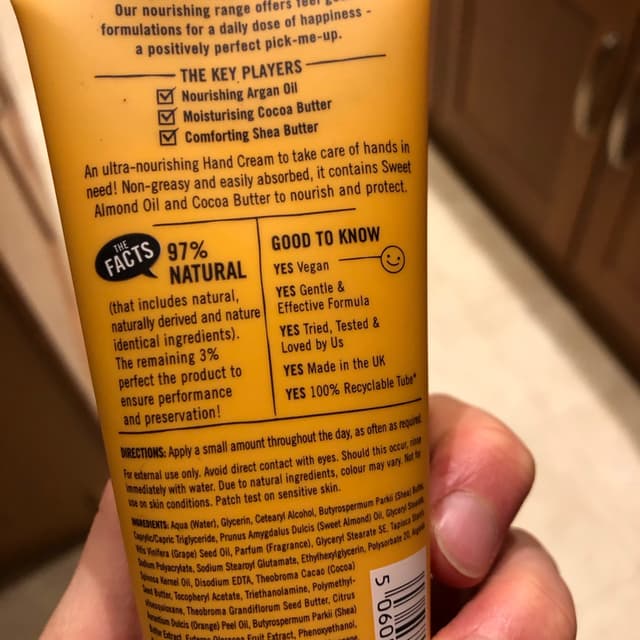 Our nourishing range offers feel
formulations for a daily dose of happiness -
a positively perfect pick-me-up.
THE KEY PLAYERS
Nourishing Argan Oil
Moisturising Cocoa Butter
Comforting Shea Butter
An ultra-nourishing Hand Cream to take care of hands in
need! Non-greasy and easily absorbed, it contains Sweet
Almond Oil and Cocoa Butter to nourish and protect.
THE
FACTS
97%
NATURAL
(that includes natural,
naturally derived and nature
identical ingredients).
The remaining 3%
perfect the product to
ensure performance
and preservation!
GOOD TO KNOW
YES Vegan
YES Gentle &
Effective Formula
YES Tried, Tested &
Loved by Us
YES Made in the UK
YES 100% Recyclable Tube*
DIRECTIONS: Apply a small amount throughout the day, as often as required.
For external use only. Avoid direct contact with eyes. Should this occur, rinse
immediately with water. Due to natural ingredients, colour may vary. Not for
use on skin conditions. Patch test on sensitive skin.
INGREDIENTS: Aqua (Water), Glycerin, Cetearyl Alcohol, Butyrospermum Parkii (Shea) Butter,
Caprylic/Capric Triglyceride, Prunus Amygdalus Dulcis (Sweet Almond) Oil, Glyceryl Stearate,
Vitis Vinifera (Grape) Seed Oil, Parfum (Fragrance), Glyceryl Stearate SE, Tapioca Starch,
Sodium Polyacrylate, Sodium Stearoyl Glutamate, Ethylhexylglycerin, Polysorbate 20, Argania
Spinosa Kernel Oil, Disodium EDTA, Theobroma Cacao (Cocoa)
Seed Butter, Tocopheryl Acetate, Triethanolamine, Polymethyl-
silsesquioxane, Theobroma Grandiflorum Seed Butter, Citrus
Aurantium Dulcis (Orange) Peel Oil, Butyrospermum Parkii (Shea)
Butter Extract, Euterpe Oleracea Fruit Extract, Phenoxyethanol,
5 060